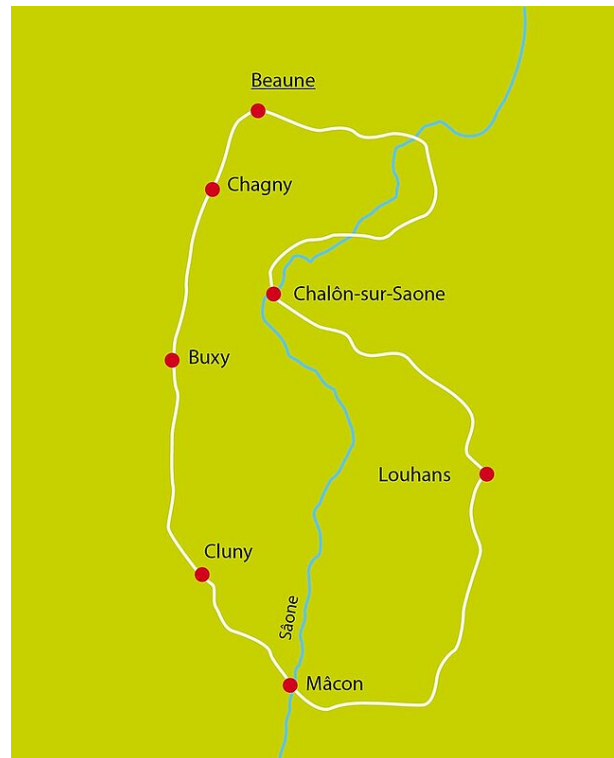 Beaune
Chagny
Chalôn-sur-Saone
Buxy
Louhans
Cluny
Sâone
Mâcon